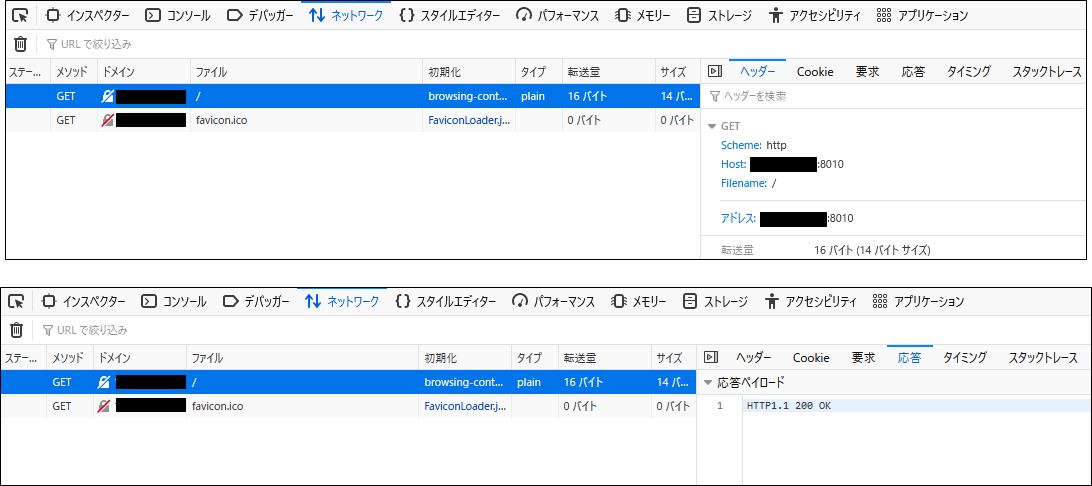 インスペクター コンソール デバッガー ネットワーク スタイルエディター パフォーマンス メモリー ストレージ アクセシビリティ アプリケーション
URL で絞り込み
ステー... メソッド ドメイン ファイル 初期化 タイプ 転送量 サイズ ヘッダー Cookie 要求 応答 タイミング スタックトレース
GET / browsing-cont... plain 16 バイト 14 バ... ヘッダーを検索
GET favicon.ico FaviconLoader.j... 0 バイト 0 バイト
GET
Scheme: http
Host: :8010
Filename: /
アドレス: :8010
転送量 16 バイト (14 バイト サイズ)
インスペクター コンソール デバッガー ネットワーク スタイルエディター パフォーマンス メモリー ストレージ アクセシビリティ アプリケーション
URL で絞り込み
ステー... メソッド ドメイン ファイル 初期化 タイプ 転送量 サイズ ヘッダー Cookie 要求 応答 タイミング スタックトレース
GET / browsing-cont... plain 16 バイト 14 バ... 応答ペイロード
GET favicon.ico FaviconLoader.j... 0 バイト 0 バイト 1 HTTP1.1 200 OK